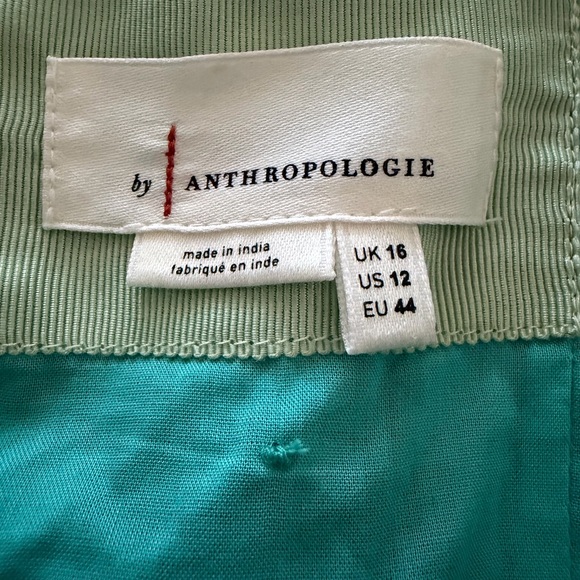 by | ANTHROPOLOGIE
made in india
fabriqué en inde
UK 16
US 12
EU 44